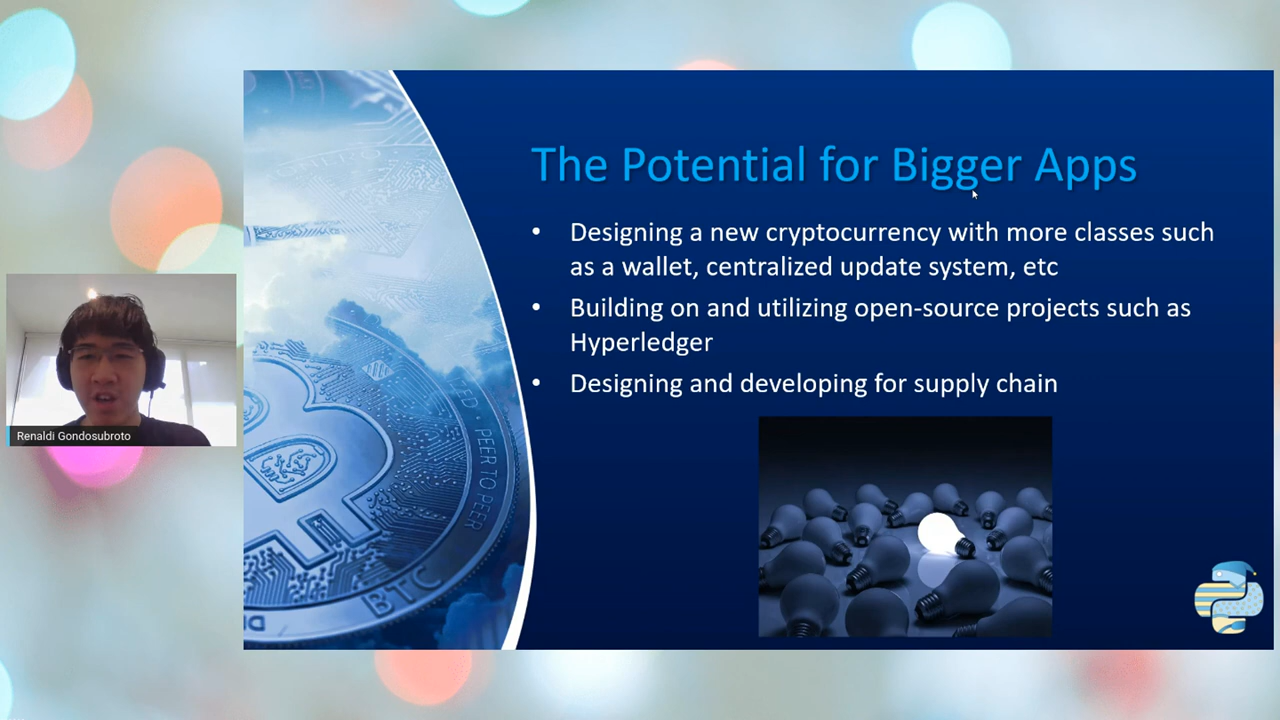 The Potential for Bigger Apps
• Designing a new cryptocurrency with more classes such
as a wallet, centralized update system, etc
• Building on and utilizing open-source projects such as
Hyperledger
• Designing and developing for supply chain
PEER TO PEER
BTC
Renaldi Gondosubroto